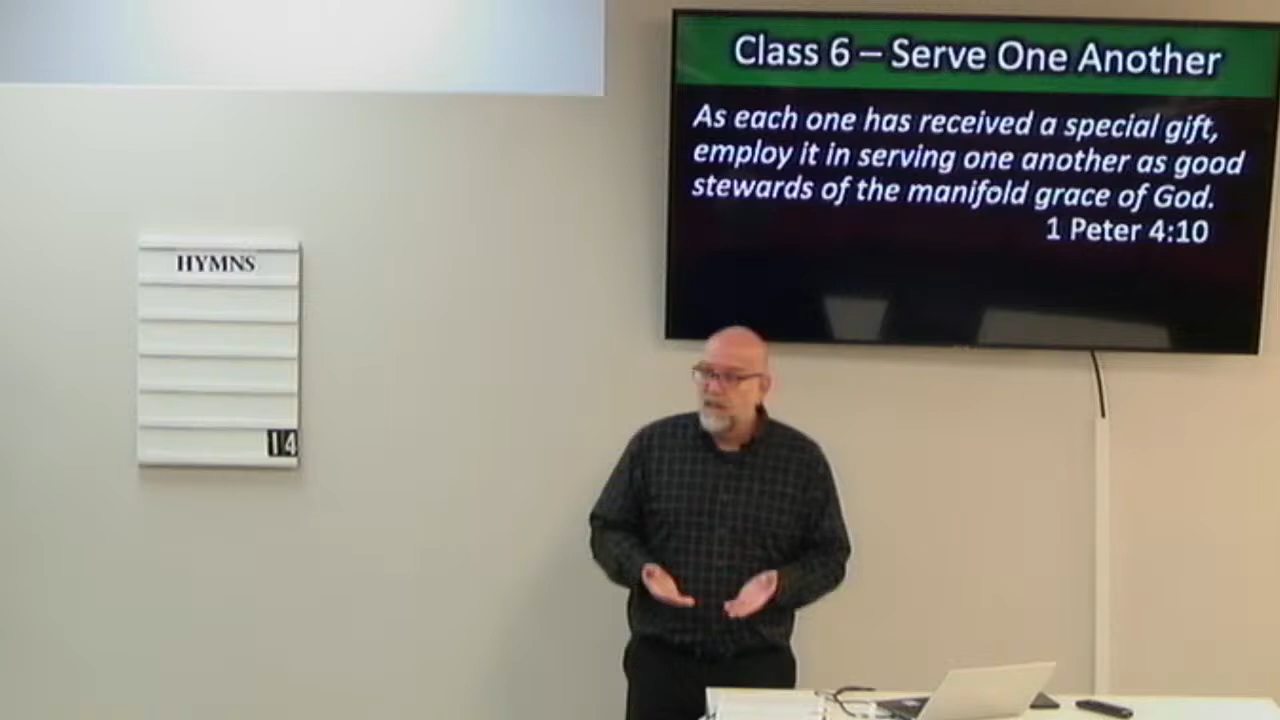 Class 6 – Serve One Another
As each one has received a special gift,
employ it in serving one another as good
stewards of the manifold grace of God.
1 Peter 4:10
HYMNS
14